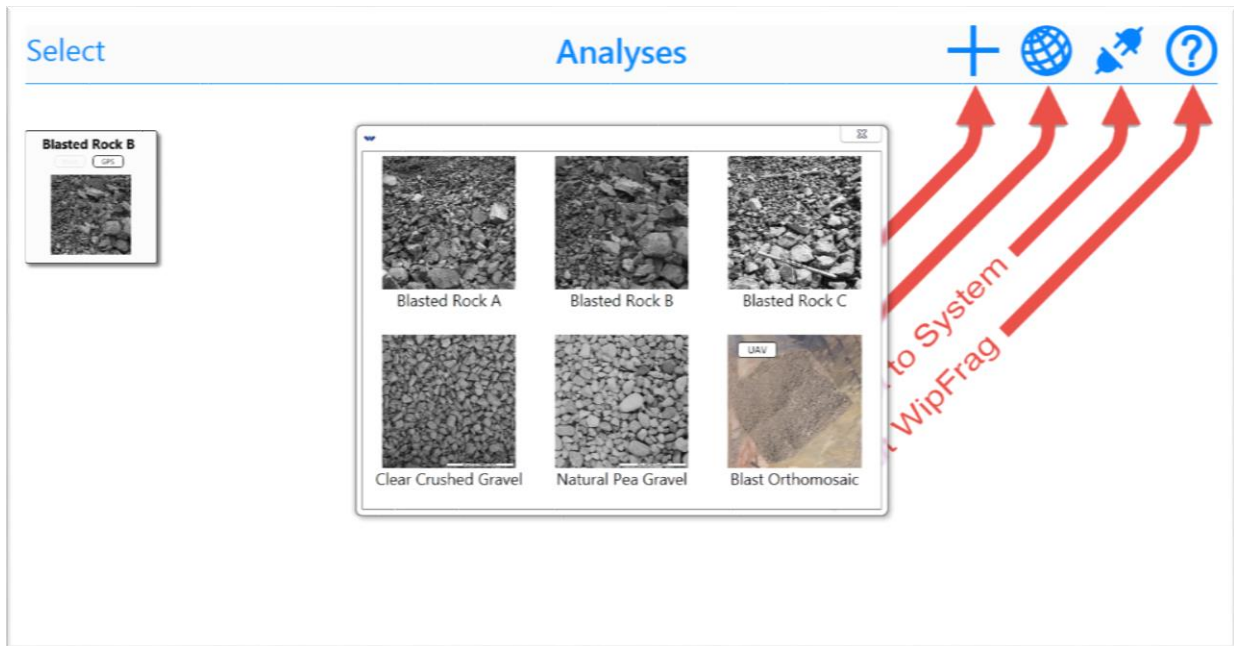 Select
Analyses
Blasted Rock B
GPS
Blasted Rock A
Blasted Rock B
Blasted Rock C
UAV
Clear Crushed Gravel
Natural Pea Gravel
Blast Orthomosaic
to System
WipFrag